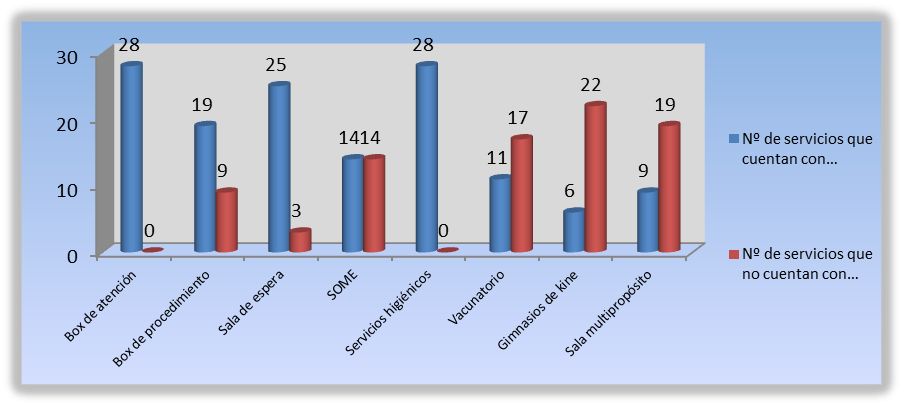 30
20
10
0
28
0
19
9
25
3
14
14
28
0
11
17
6
22
9
19
Box de atención
Box de procedimiento
Sala de espera
SOME
Servicios higiénicos
Vacunatorio
Gimnasios de kine
Sala multipropósito
Nº de servicios que
cuentan con…
Nº de servicios que
no cuentan con…